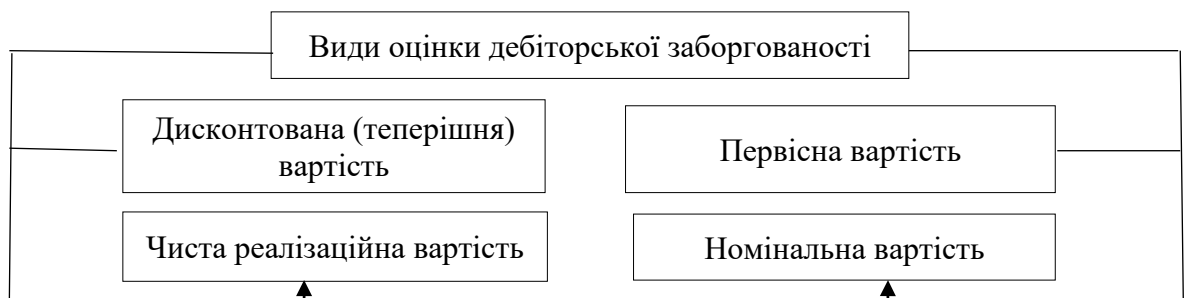 Види оцінки дебіторської заборгованості
Дисконтована (теперішня)
вартість
Первісна вартість
Чиста реалізаційна вартість
Номінальна вартість